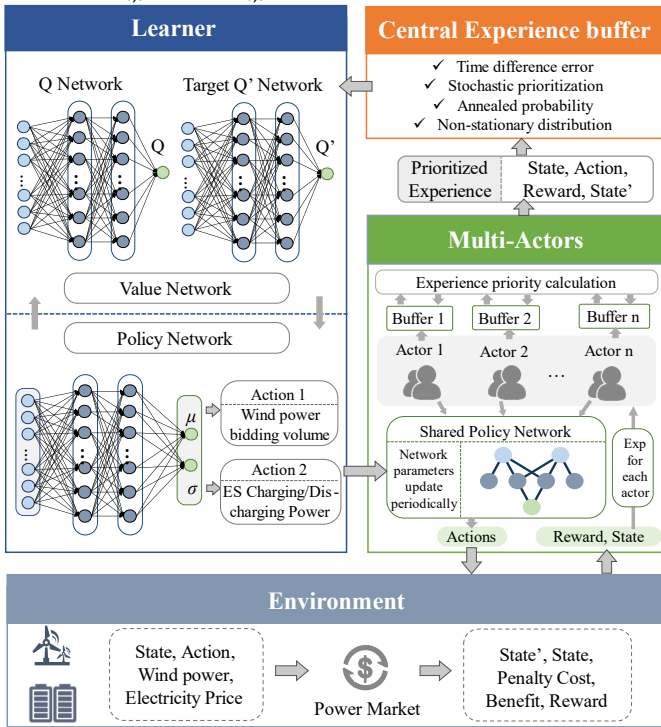 Learner
Q Network
Target Q’ Network
Q
Q’
Value Network
Policy Network
μ
σ
Action 1
Wind power
bidding volume
Action 2
ES Charging/Dis-
charging Power
Central Experience buffer
✓ Time difference error
✓ Stochastic prioritization
✓ Annealed probability
✓ Non-stationary distribution
Prioritized
Experience
State, Action,
Reward, State’
Multi-Actors
Experience priority calculation
Buffer 1
Buffer 2
Buffer n
Actor 1
Actor 2
...
Actor n
Shared Policy Network
Network
parameters
update
periodically
Exp
for
each
actor
Actions
Reward, State
Environment
State, Action,
Wind power,
Electricity Price
$
Power Market
State’, State,
Penalty Cost,
Benefit, Reward